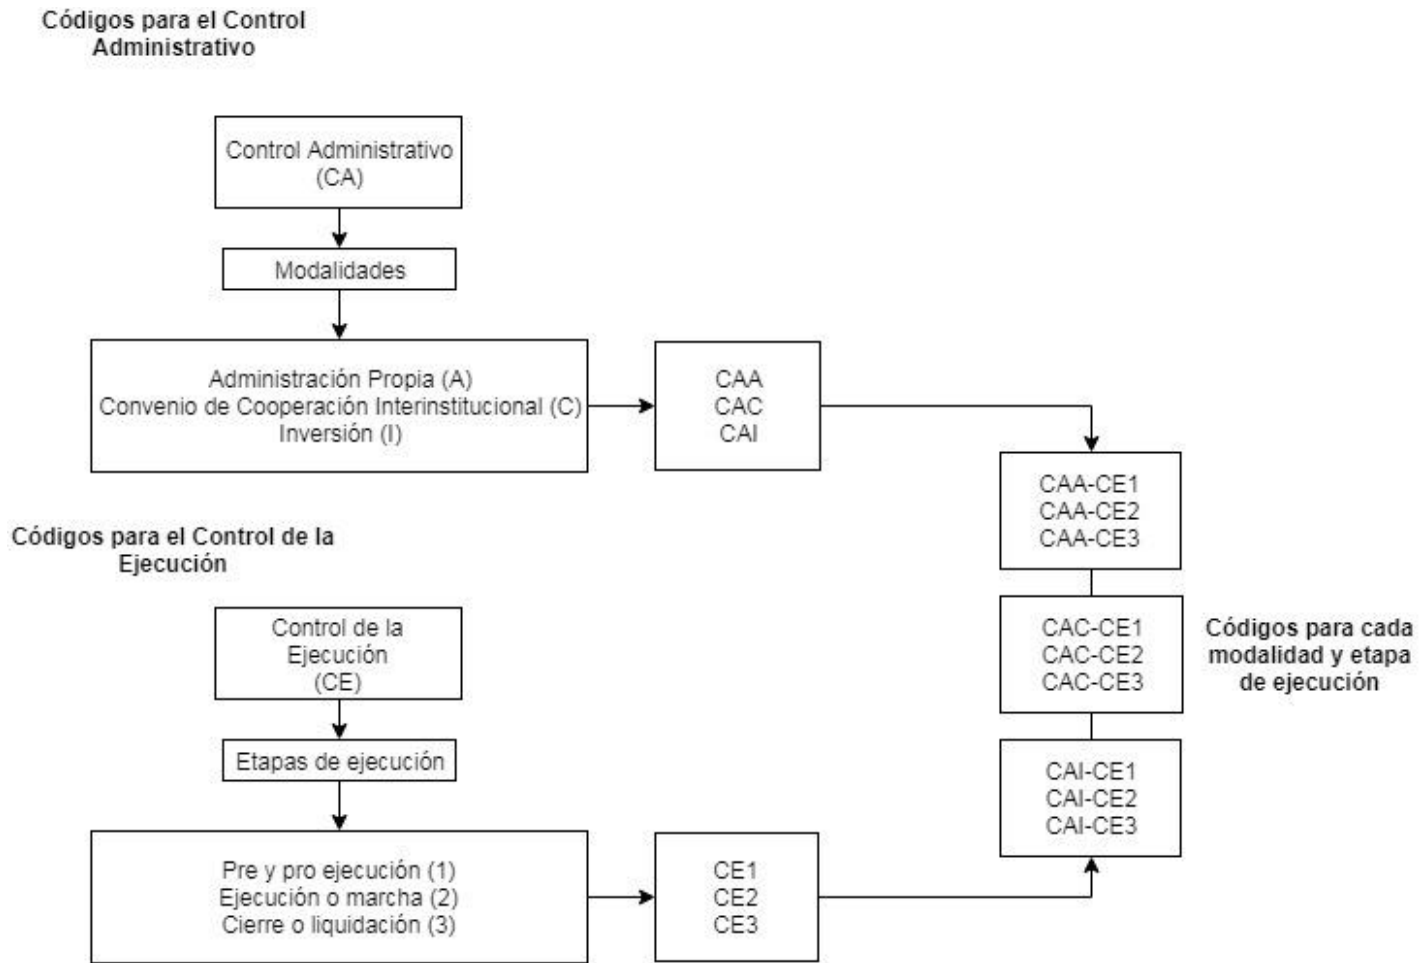 Códigos para el Control
Administrativo
Control Administrativo
(CA)
Modalidades
Administración Propia (A)
Convenio de Cooperación Interinstitucional (C)
Inversión (I)
CAA
CAC
CAI
CAA-CE1
CAA-CE2
CAA-CE3
Códigos para el Control de la
Ejecución
Control de la
Ejecución
(CE)
CAC-CE1
CAC-CE2
CAC-CE3
Códigos para cada
modalidad y etapa
de ejecución
Etapas de ejecución
CAI-CE1
CAI-CE2
CAI-CE3
Pre y pro ejecución (1)
Ejecución o marcha (2)
Cierre o liquidación (3)
CE1
CE2
CE3